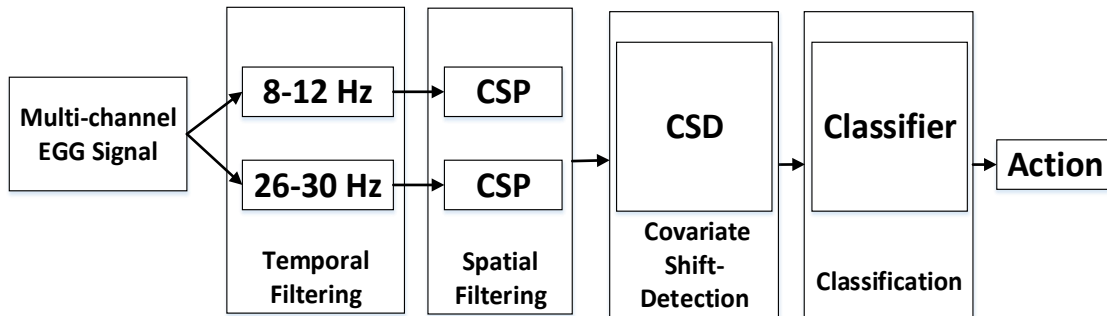 Multi-channel
EGG Signal
8-12 Hz
26-30 Hz
Temporal
Filtering
CSP
CSP
Spatial
Filtering
CSD
Covariate
Shift-
Detection
Classifier
Classification
Action